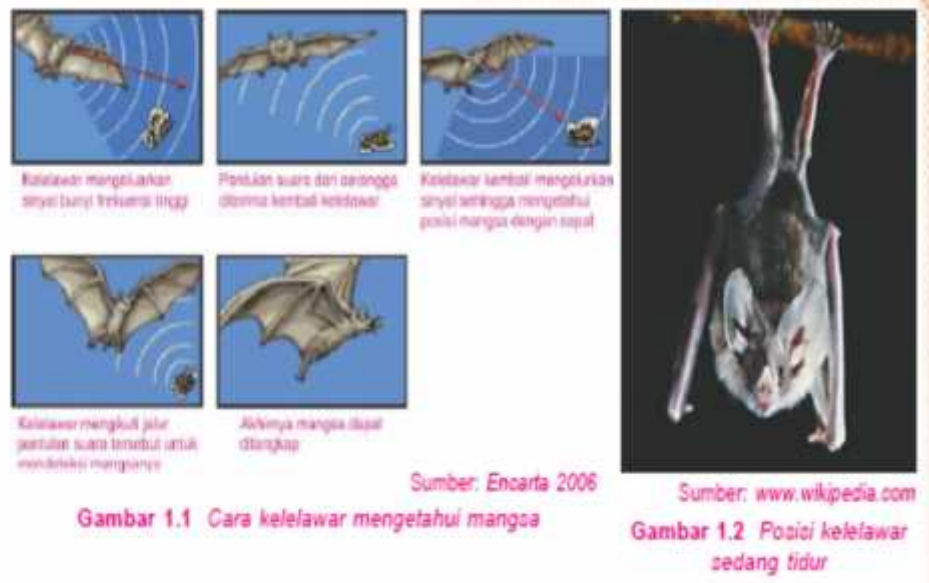 Kelelawar mengeluarkan
sinyal bunyi frekuensi tinggi
Pantulan suara dari serangga
diterima kembali kelelawar
Kelelawar kembali mengelurkan
sinyal sehingga mengetahui
posisi mangsa dengan cepat
Kelelawar mengikuti jalur
pantulan suara tersebut untuk
mendeteksi mangsanya
Akhirnya mangsa dapat
ditangkap
Sumber: Encarta 2006
Gambar 1.1 Cara kelelawar mengetahui mangsa
Sumber: www.wikipedia.com
Gambar 1.2 Posisi kelelawar
sedang tidur